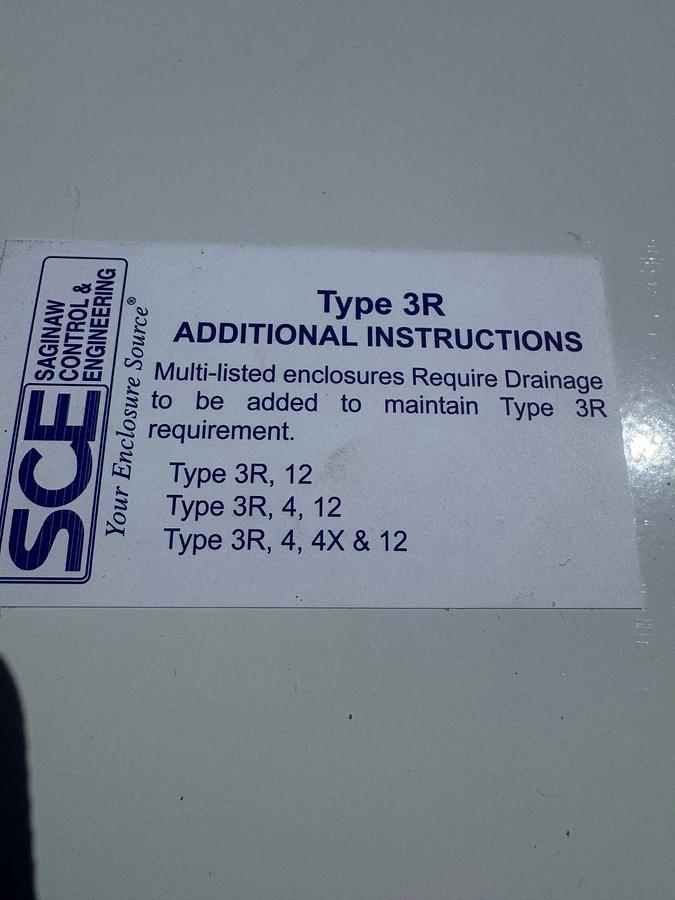 SCE
SAGINAW
CONTROL &
ENGINEERING
Your Enclosure Source®
Type 3R
ADDITIONAL INSTRUCTIONS
Multi-listed enclosures Require Drainage
to be added to maintain Type 3R
requirement.
Type 3R, 12
Type 3R, 4, 12
Type 3R, 4, 4X & 12